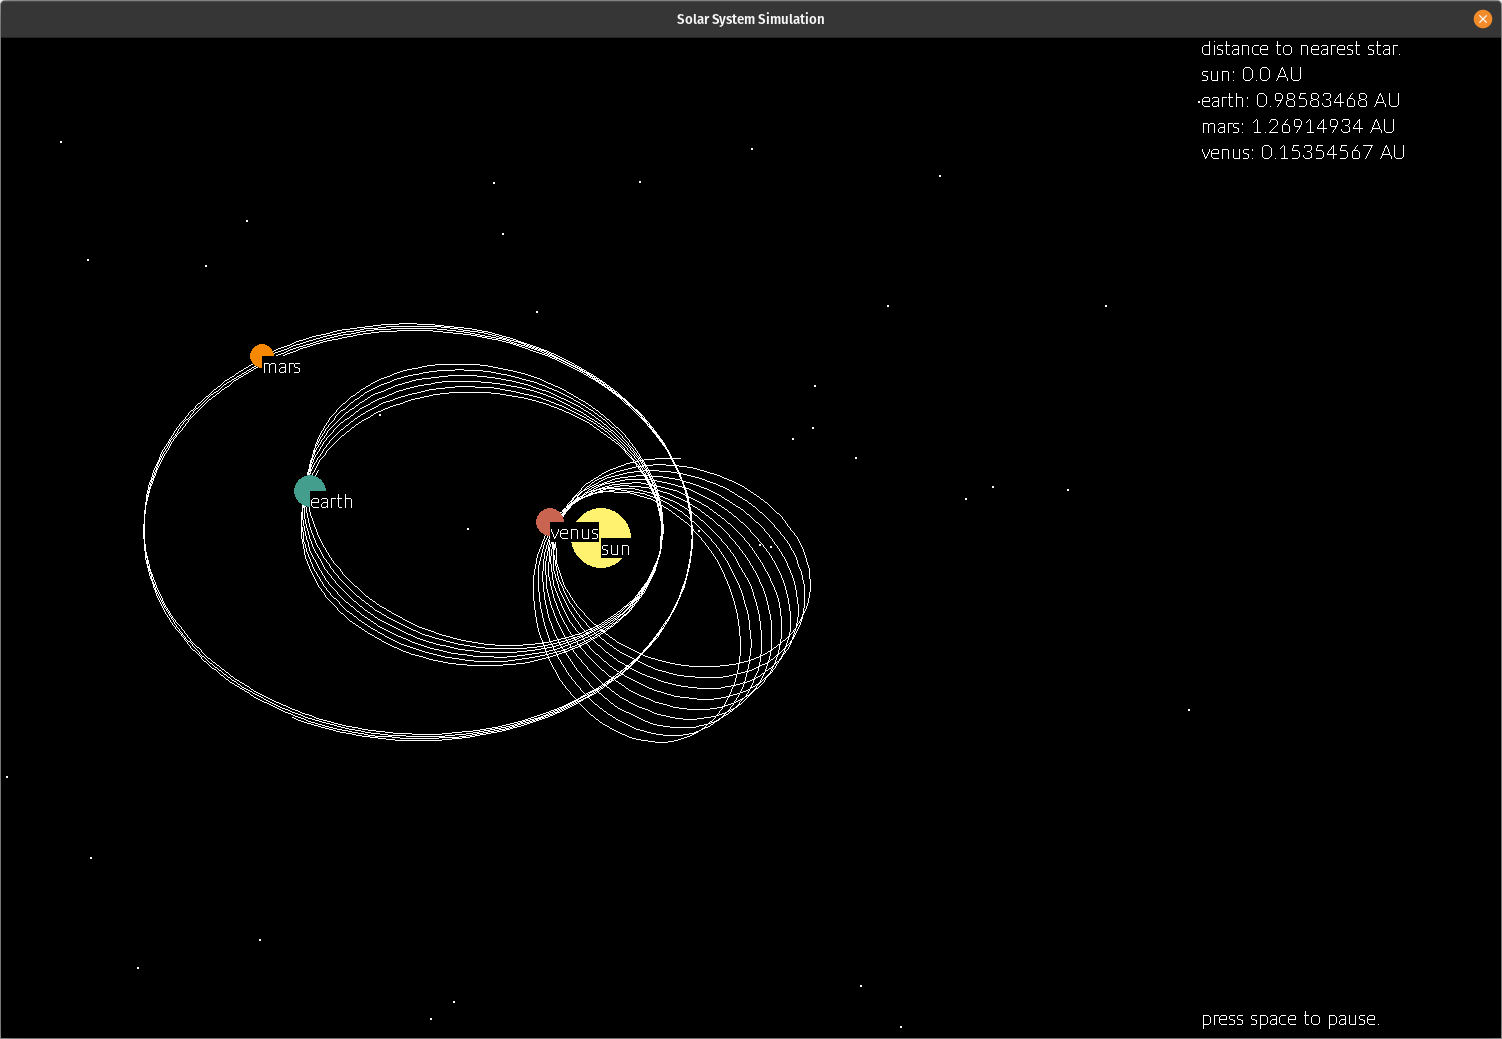 Solar System Simulation
distance to nearest star.
sun: 0.0 AU
earth: 0.98583468 AU
mars: 1.26914934 AU
venus: 0.15354567 AU
mars
earth
venus
sun
press space to pause.